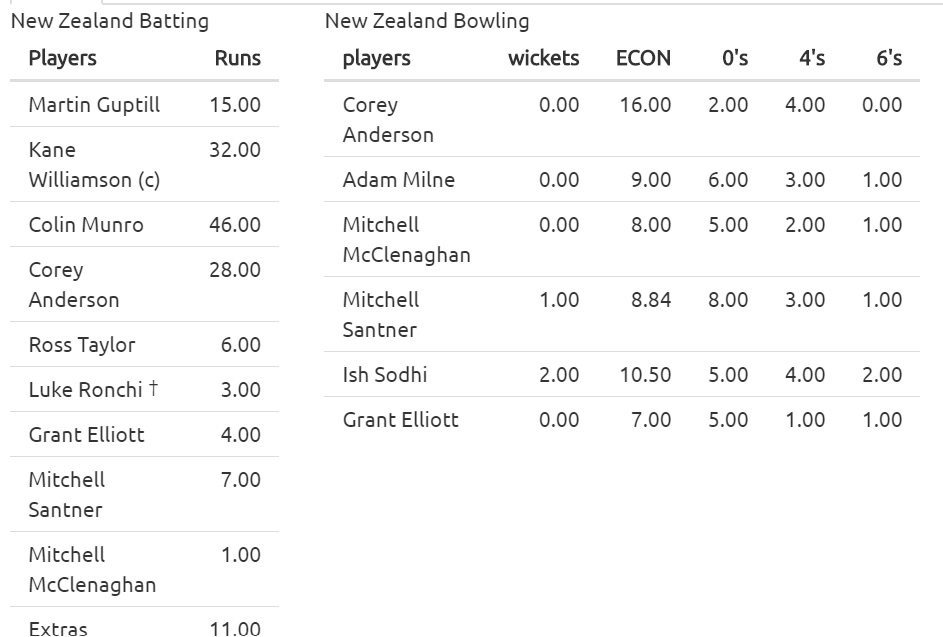 New Zealand Batting
Players Runs
Martin Guptill 15.00
Kane 32.00
Williamson (c)
Colin Munro 46.00
Corey 28.00
Anderson
Ross Taylor 6.00
Luke Ronchi † 3.00
Grant Elliott 4.00
Mitchell 7.00
Santner
Mitchell 1.00
McClenaghan
Extras 11.00
New Zealand Bowling
players wickets ECON 0's 4's 6's
Corey 0.00 16.00 2.00 4.00 0.00
Anderson
Adam Milne 0.00 9.00 6.00 3.00 1.00
Mitchell 0.00 8.00 5.00 2.00 1.00
McClenaghan
Mitchell 1.00 8.84 8.00 3.00 1.00
Santner
Ish Sodhi 2.00 10.50 5.00 4.00 2.00
Grant Elliott 0.00 7.00 5.00 1.00 1.00